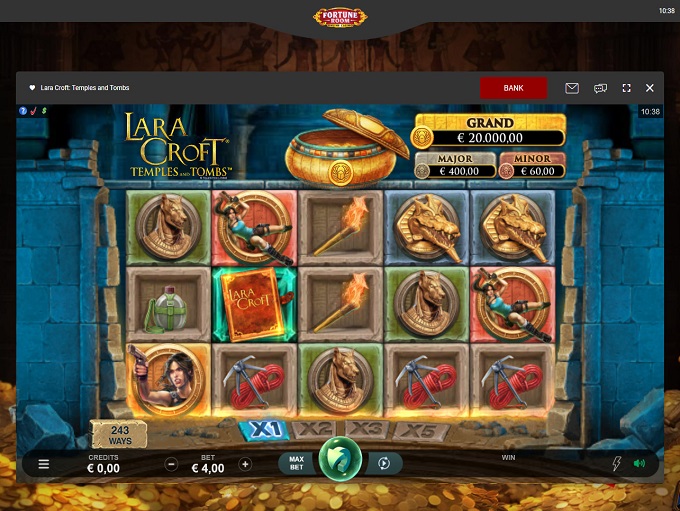 FORTUNE
ROOM
10:38
Lara Croft: Temples and Tombs
BANK
10:38
LARA
CROFT
TEMPLES AND TOMBS™
GRAND
€ 20.000,00
MAJOR
€ 400.00
MINOR
€ 60.00
LARA
CROFT
243
WAYS
X1
X2
X3
X5
CREDITS
€ 0,00
BET
€ 4,00
MAX
BET
WIN